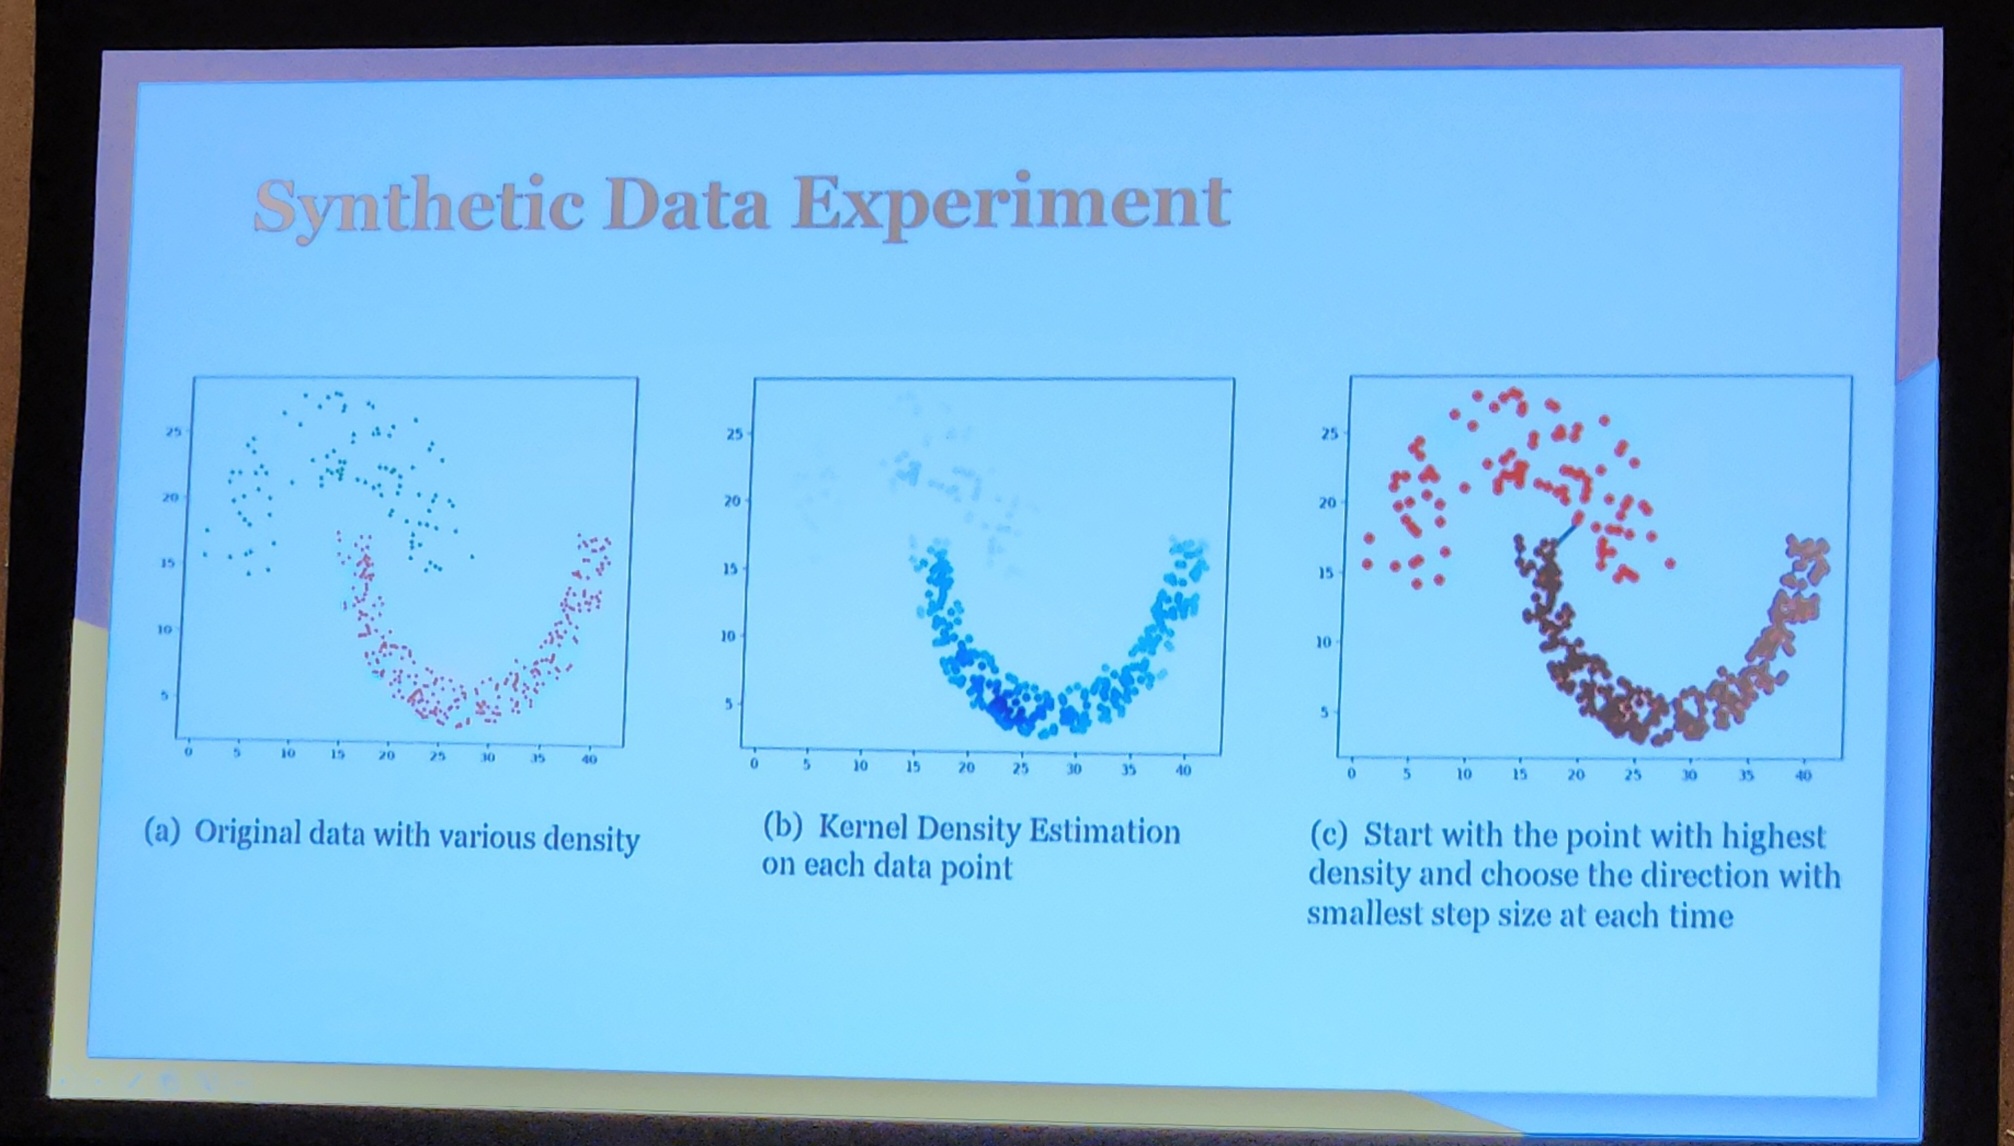 Synthetic Data Experiment
25
20
15
10
5
0 5 10 15 20 25 30 35 40
25
20
15
10
5
0 5 10 15 20 25 30 35 40
25
20
15
10
5
0 5 10 15 20 25 30 35 40
(a) Original data with various density
(b) Kernel Density Estimation
on each data point
(c) Start with the point with highest
density and choose the direction with
smallest step size at each time